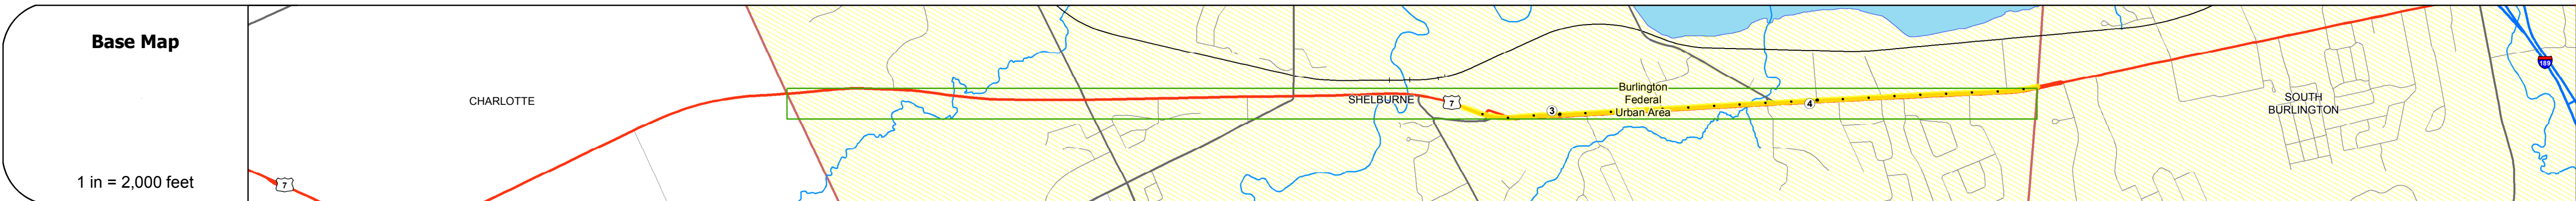 Base Map
1 in = 2,000 feet
7
CHARLOTTE
SHELBURNE
7
3
Burlington
Federal
Urban Area
4
SOUTH
BURLINGTON
189